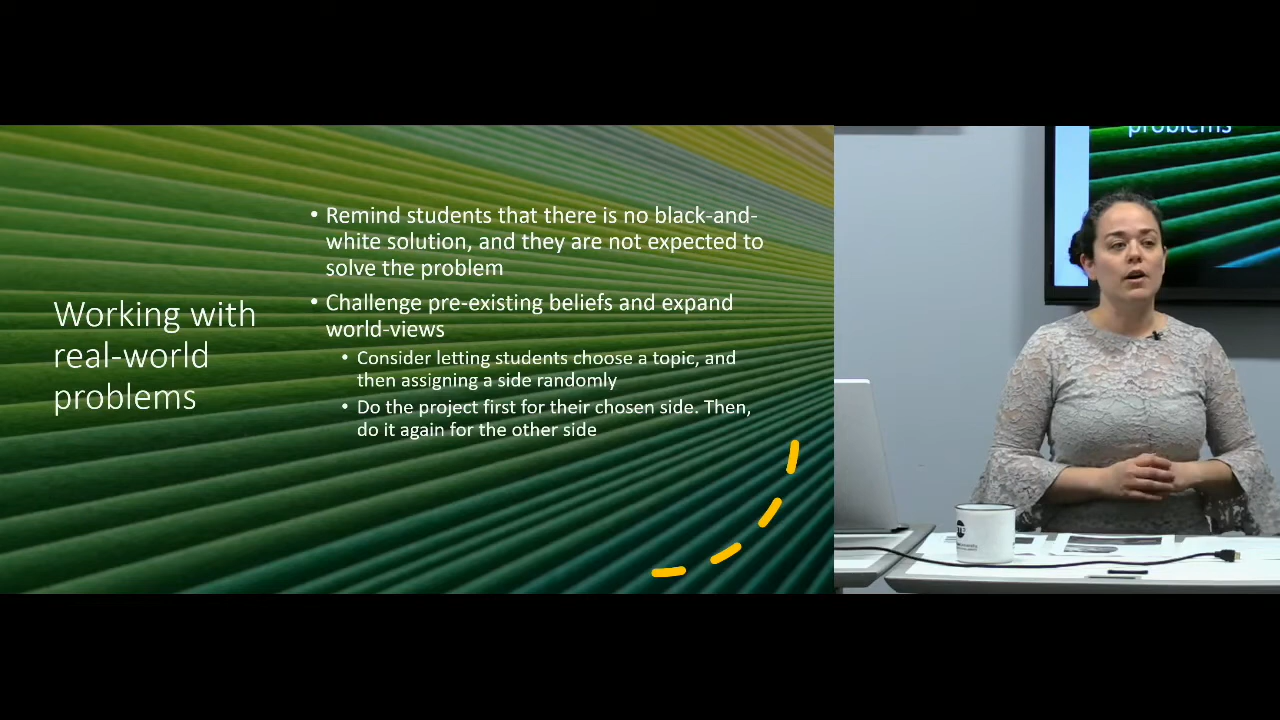 Working with
real-world
problems
• Remind students that there is no black-and-
white solution, and they are not expected to
solve the problem
• Challenge pre-existing beliefs and expand
world-views
• Consider letting students choose a topic, and
then assigning a side randomly
• Do the project first for their chosen side. Then,
do it again for the other side
problems